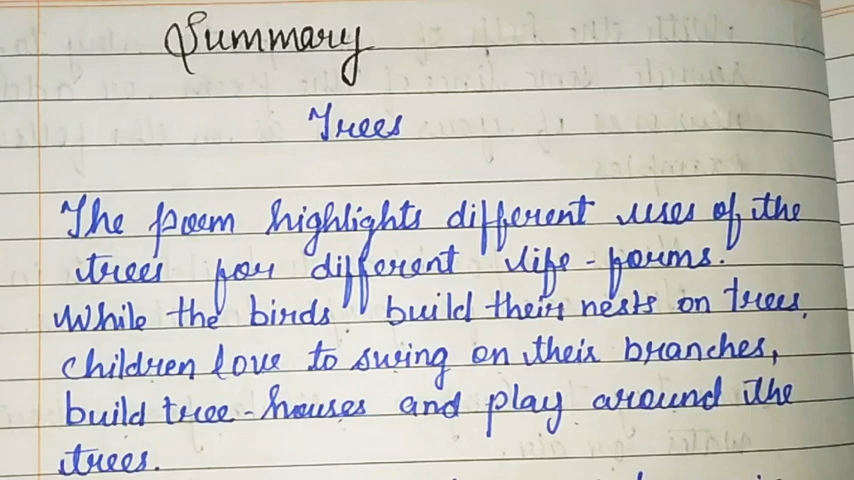 Summary
Trees
The poem highlights different uses of the
trees for different life-forms.
While the birds build their nests on trees,
children love to swing on their branches,
build tree-houses and play around the
trees.